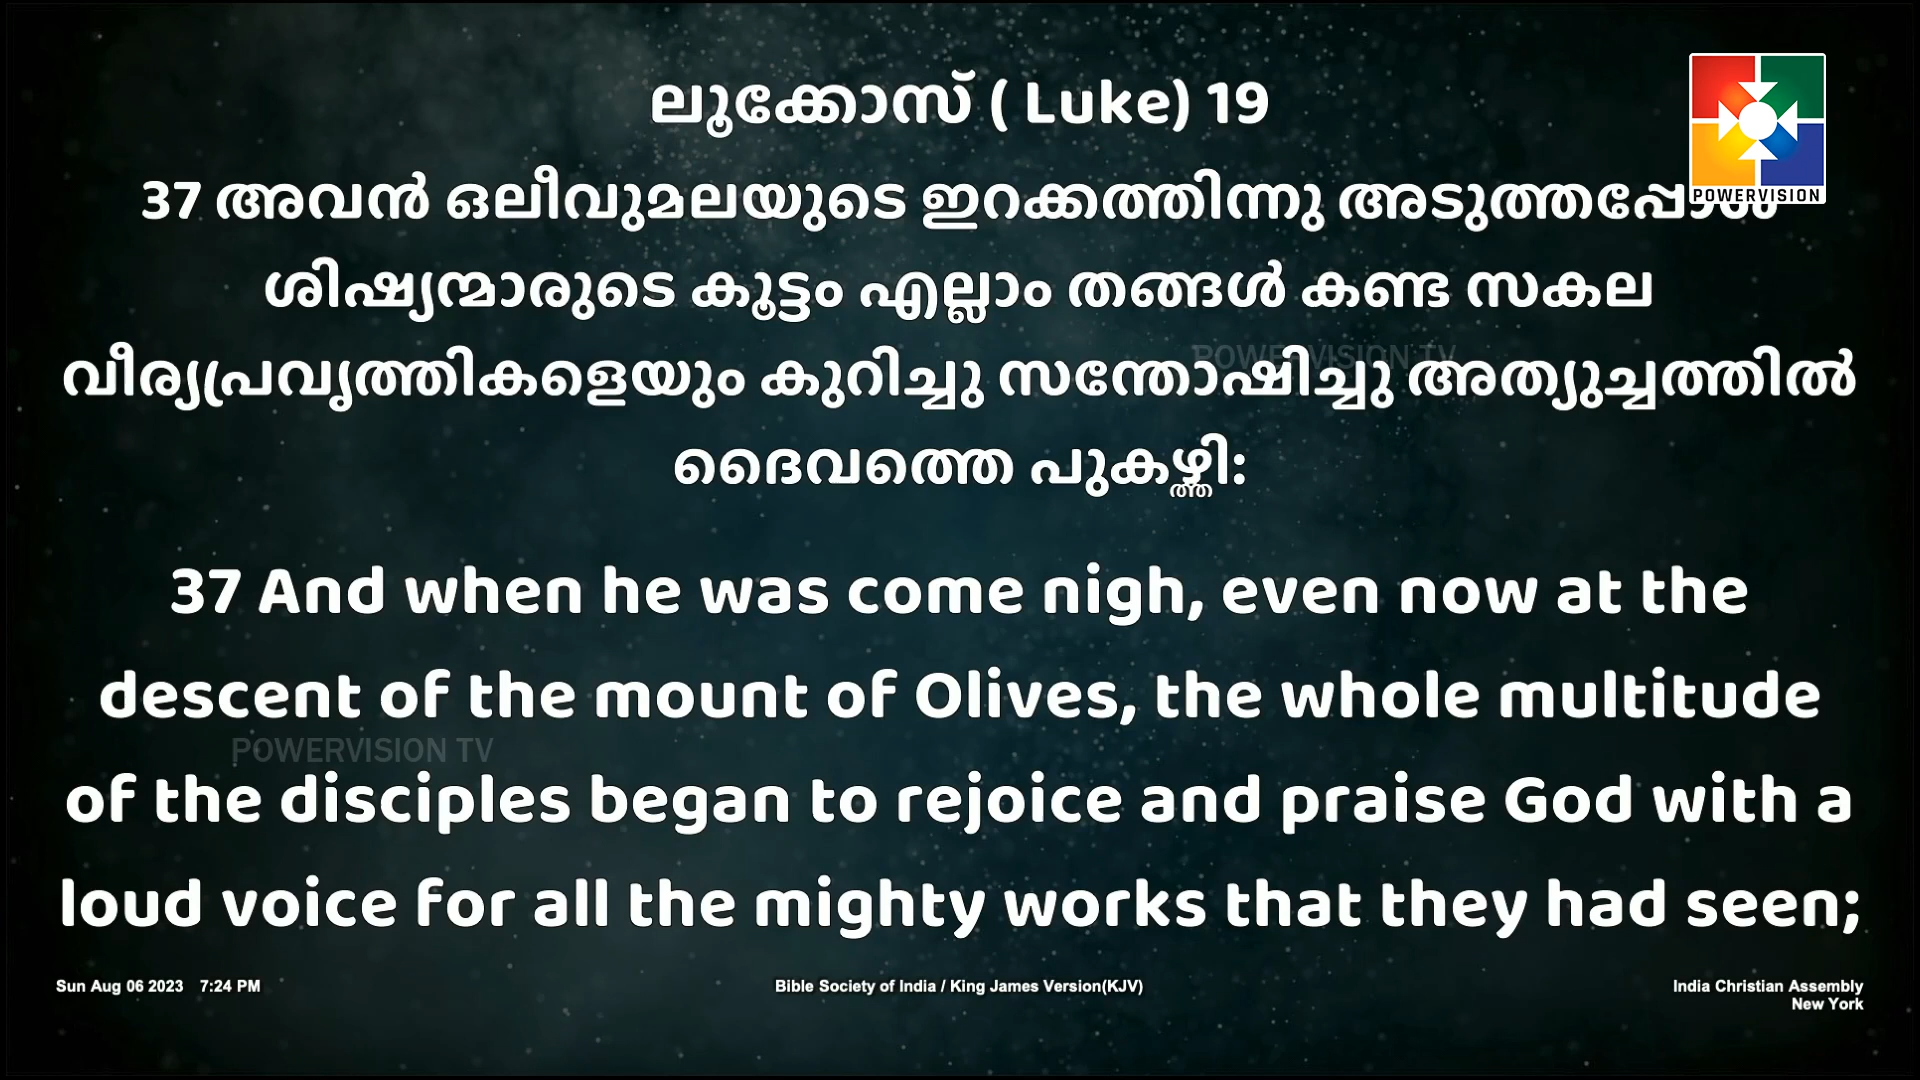 ലൂക്കോസ് ( Luke) 19
POWERVISION
37 അവൻ ഒലീവുമലയുടെ ഇറക്കത്തിന്നു
ശിഷ്യന്മാരുടെ കൂട്ടം എല്ലാം തങ്ങൾ കണ്ട സകല
POWERVISION TV
വീര്യപ്രവൃത്തികളെയും കുറിച്ചു സന്തോഷിച്ചു അത്യുച്ചത്തിൽ
ദൈവത്തെ പുകഴ്ത്തി:
37 And when he was come nigh, even now at the
descent of the mount of Olives, the whole multitude
POWERVISION TV
of the disciples began to rejoice and praise God with a
loud voice for all the mighty works that they had seen;
Sun Aug 06 2023 7:24 PM
Bible Society of India / King James Version(KJV)
India Christian Assembly
New York